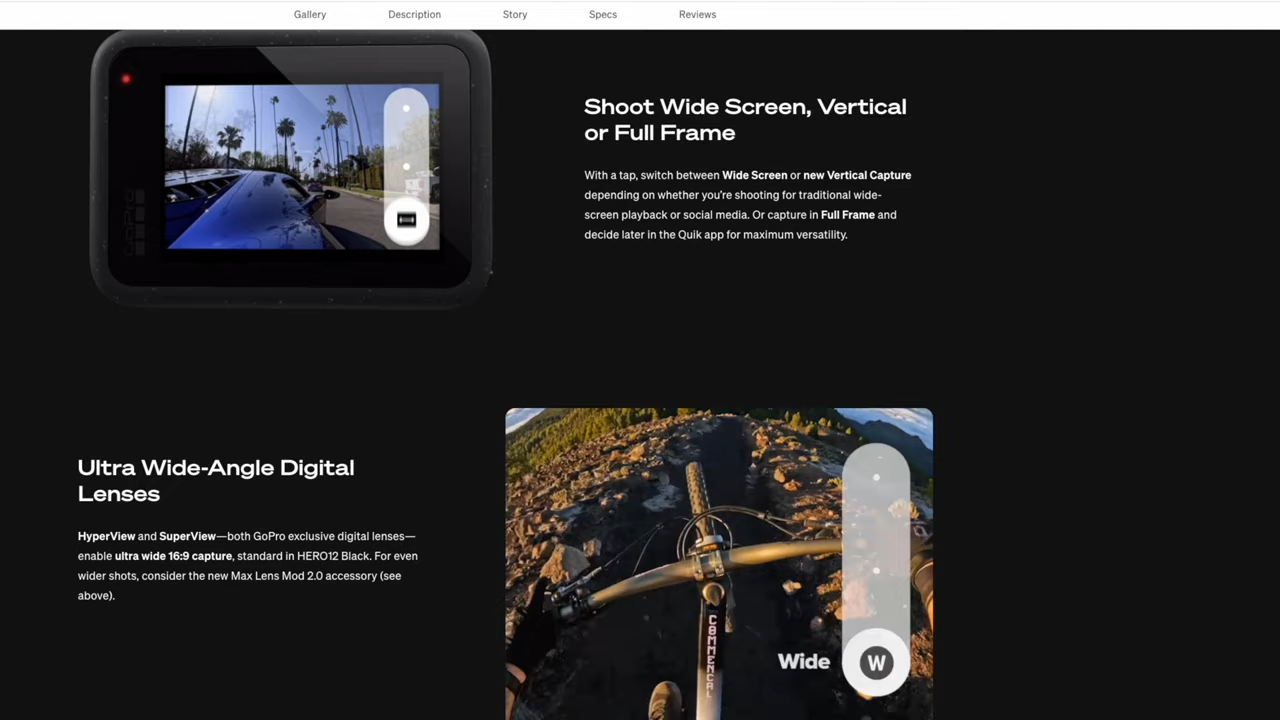 Gallery Description Story Specs Reviews
GoPro
Shoot Wide Screen, Vertical
or Full Frame
With a tap, switch between Wide Screen or new Vertical Capture
depending on whether you're shooting for traditional wide-
screen playback or social media. Or capture in Full Frame and
decide later in the Quik app for maximum versatility.
Ultra Wide-Angle Digital
Lenses
HyperView and SuperView—both GoPro exclusive digital lenses—
enable ultra wide 16:9 capture, standard in HERO12 Black. For even
wider shots, consider the new Max Lens Mod 2.0 accessory (see
above).
COMMENCAL
Wide W